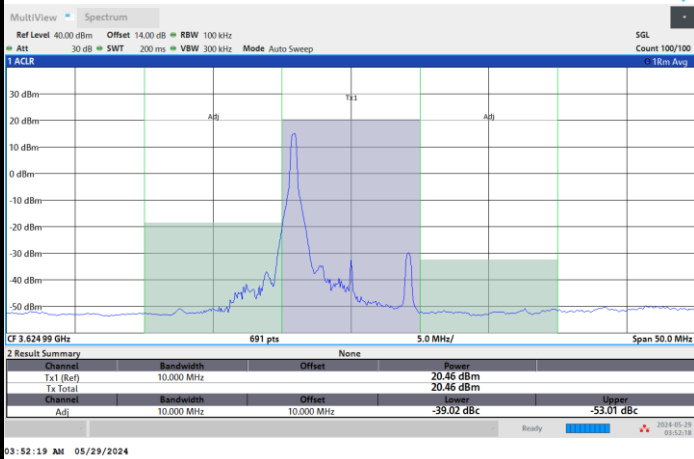 MultiView Spectrum
Ref Level 40.00 dBm Offset 14.00 dB RBW 100 kHz SGL
Att 30 dB SWT 200 ms VBW 300 kHz Mode Auto Sweep Count 100/100
1 ACLR 1Rm Avg
30 dBm
Tx1
20 dBm
Adj Adj
10 dBm
0 dBm
-10 dBm
-20 dBm
-30 dBm
-40 dBm
-50 dBm
CF 3.62499 GHz 691 pts 5.0 MHz/ Span 50.0 MHz
2 Result Summary None
Channel Bandwidth Offset Power
Tx1 (Ref) 10.000 MHz 20.46 dBm
Tx Total 20.46 dBm
Channel Bandwidth Offset Lower Upper
Adj 10.000 MHz 10.000 MHz -39.02 dBc -53.01 dBc
Ready 2024-05-29
03:52:18
03:52:19 AM 05/29/2024